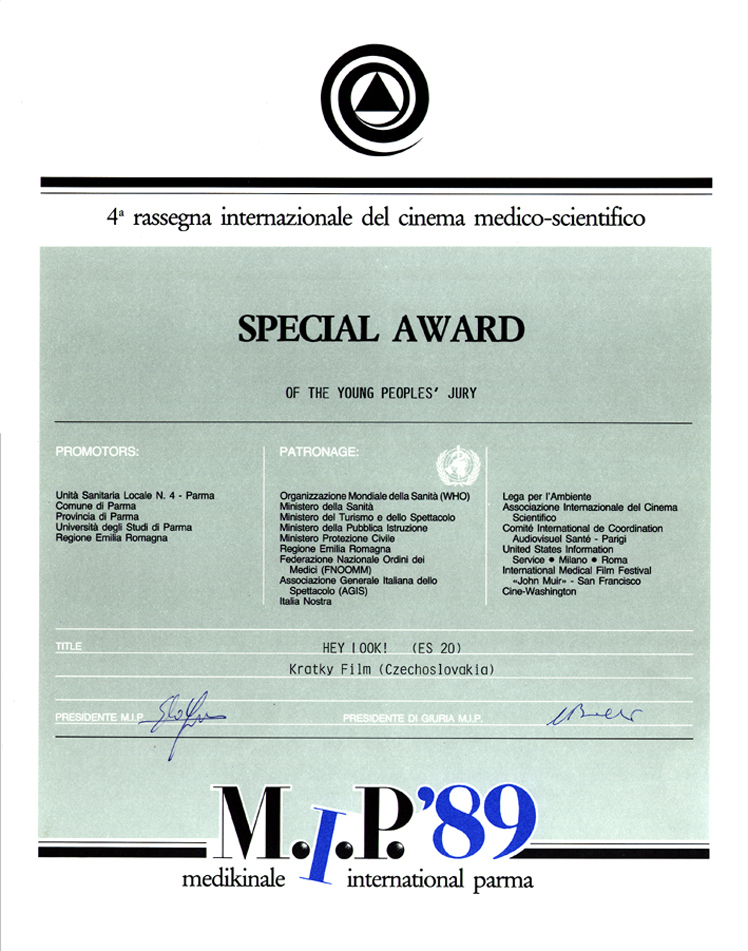 4ª rassegna internazionale del cinema medico-scientifico
SPECIAL AWARD
OF THE YOUNG PEOPLES' JURY
PROMOTORS:
Unità Sanitaria Locale N. 4 - Parma
Comune di Parma
Provincia di Parma
Università degli Studi di Parma
Regione Emilia Romagna
PATRONAGE:
Organizzazione Mondiale della Sanità (WHO)
Ministero della Sanità
Ministero del Turismo e dello Spettacolo
Ministero della Pubblica Istruzione
Ministero Protezione Civile
Regione Emilia Romagna
Federazione Nazionale Ordini dei
Medici (FNOOMM)
Associazione Generale Italiana dello
Spettacolo (AGIS)
Italia Nostra
Lega per l'Ambiente
Associazione Internazionale del Cinema
Scientifico
Comité International de Coordination
Audiovisuel Santé - Parigi
United States Information
Service • Milano • Roma
International Medical Film Festival
«John Muir» - San Francisco
Cine-Washington
TITLE
HEY LOOK! (ES 20)
Kratky Film (Czechoslovakia)
PRESIDENTE M.I.P.
PRESIDENTE DI GIURIA M.I.P.
M.I.P.'89
medikinale international parma